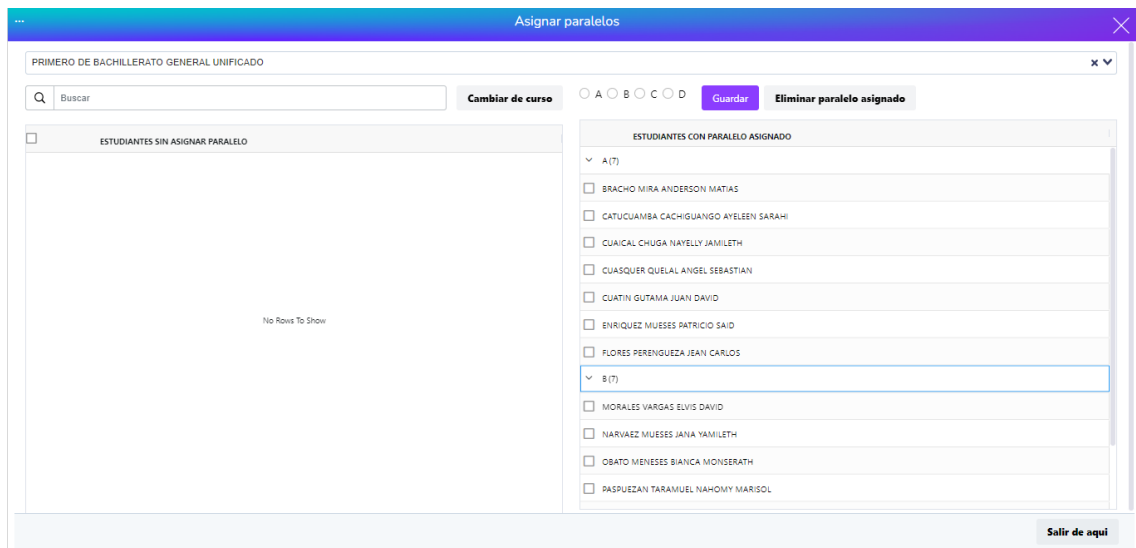 Asignar paralelos
PRIMERO DE BACHILLERATO GENERAL UNIFICADO
Buscar
Cambiar de curso
A B C D
Guardar
Eliminar paralelo asignado
ESTUDIANTES SIN ASIGNAR PARALELO
No Rows To Show
ESTUDIANTES CON PARALELO ASIGNADO
A (7)
BRACHO MIRA ANDERSON MATIAS
CATUCUAMBA CACHIGUANGO AYELEEN SARAHI
CUAICAL CHUGA NAYELLY JAMILETH
CUASQUER QUELAL ANGEL SEBASTIAN
CUATIN GUTAMA JUAN DAVID
ENRIQUEZ MUESES PATRICIO SAID
FLORES PERENGUEZA JEAN CARLOS
B (7)
MORALES VARGAS ELVIS DAVID
NARVAEZ MUESES JANA YAMILETH
OBATO MENESES BIANCA MONSERATH
PASPUEZAN TARAMUEL NAHOMY MARISOL
Salir de aqui